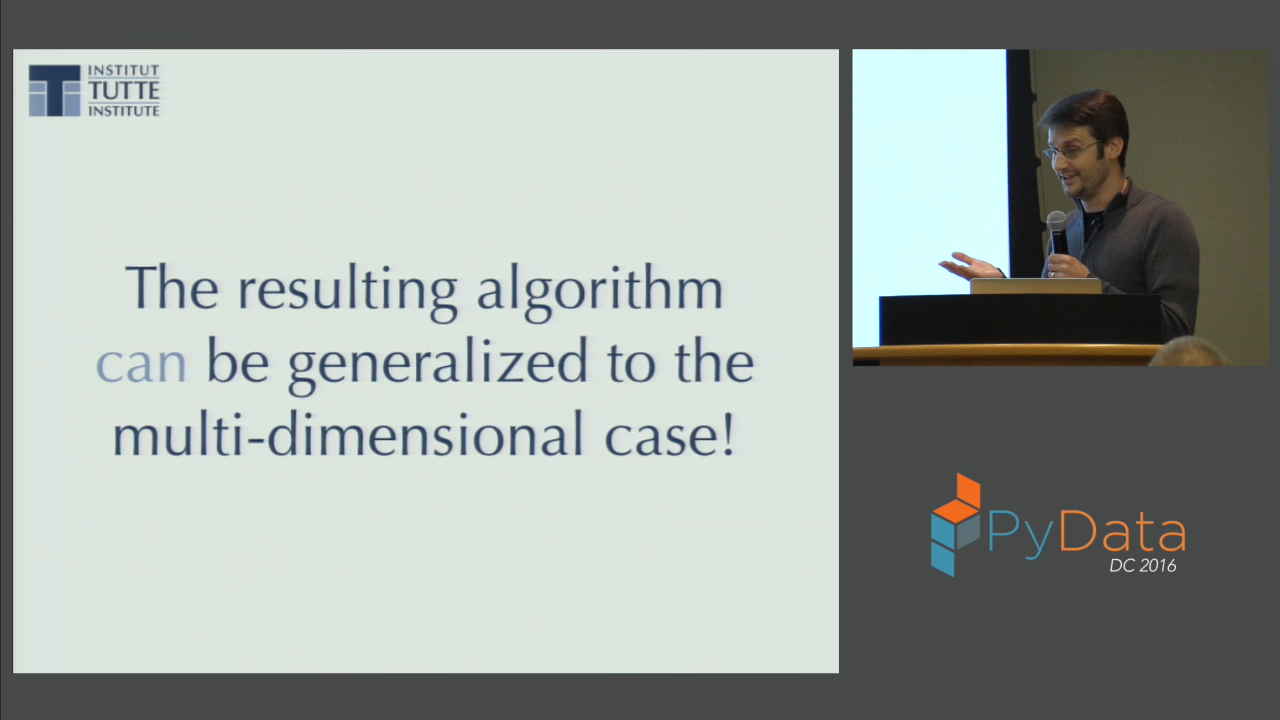 INSTITUT
TUTTE
INSTITUTE
The resulting algorithm
can be generalized to the
multi-dimensional case!
PyData
DC 2016